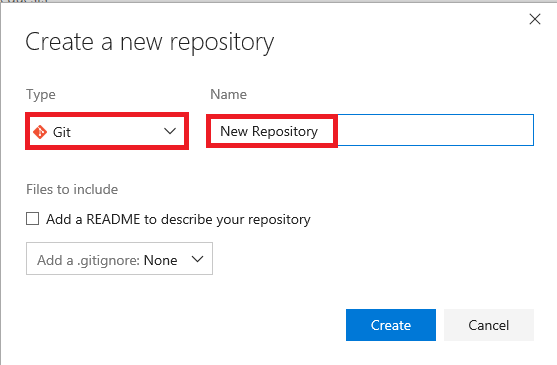 Create a new repository
Type
Name
Git
New Repository
Files to include
Add a README to describe your repository
Add a .gitignore: None
Create
Cancel